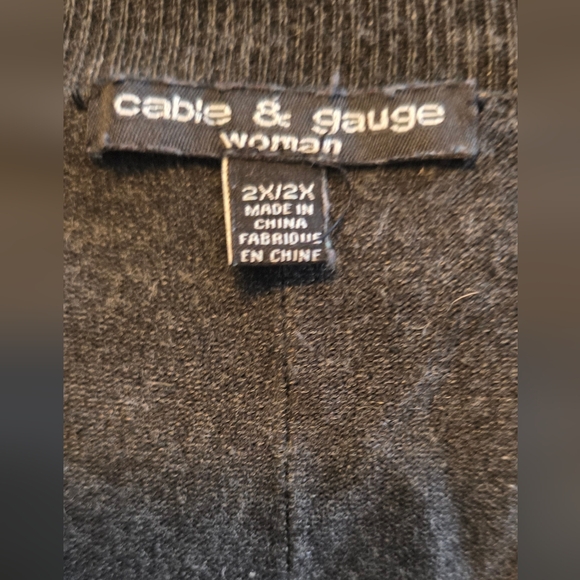 cable & gauge
woman
2X/2X
MADE IN
CHINA
FABRIQUE
EN CHINE